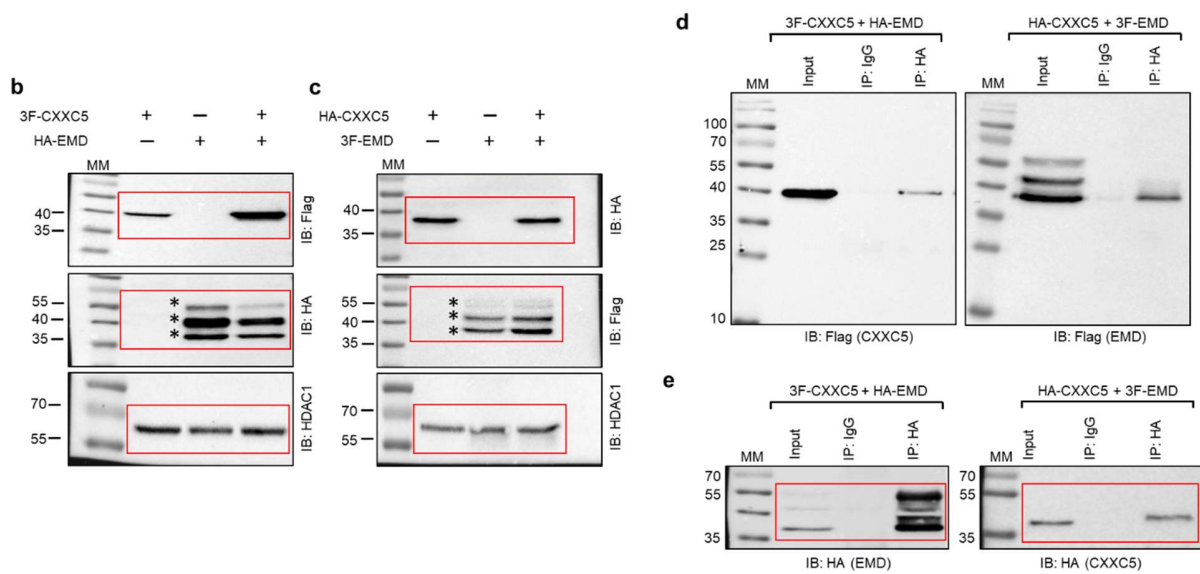 b
3F-CXXC5 + — +
HA-EMD — + +
MM
40
35
IB: Flag
55
40
35
* * *
IB: HA
70
55
IB: HDAC1
c
HA-CXXC5 + — +
3F-EMD — + +
MM
40
35
IB: HA
55
40
35
* * *
IB: Flag
70
55
IB: HDAC1
d
3F-CXXC5 + HA-EMD
Input IP: IgG IP: HA
MM
100
70
55
40
35
25
10
IB: Flag (CXXC5)
HA-CXXC5 + 3F-EMD
Input IP: IgG IP: HA
MM
IB: Flag (EMD)
e
3F-CXXC5 + HA-EMD
Input IP: IgG IP: HA
MM
70
55
35
IB: HA (EMD)
HA-CXXC5 + 3F-EMD
Input IP: IgG IP: HA
MM
70
55
35
IB: HA (CXXC5)